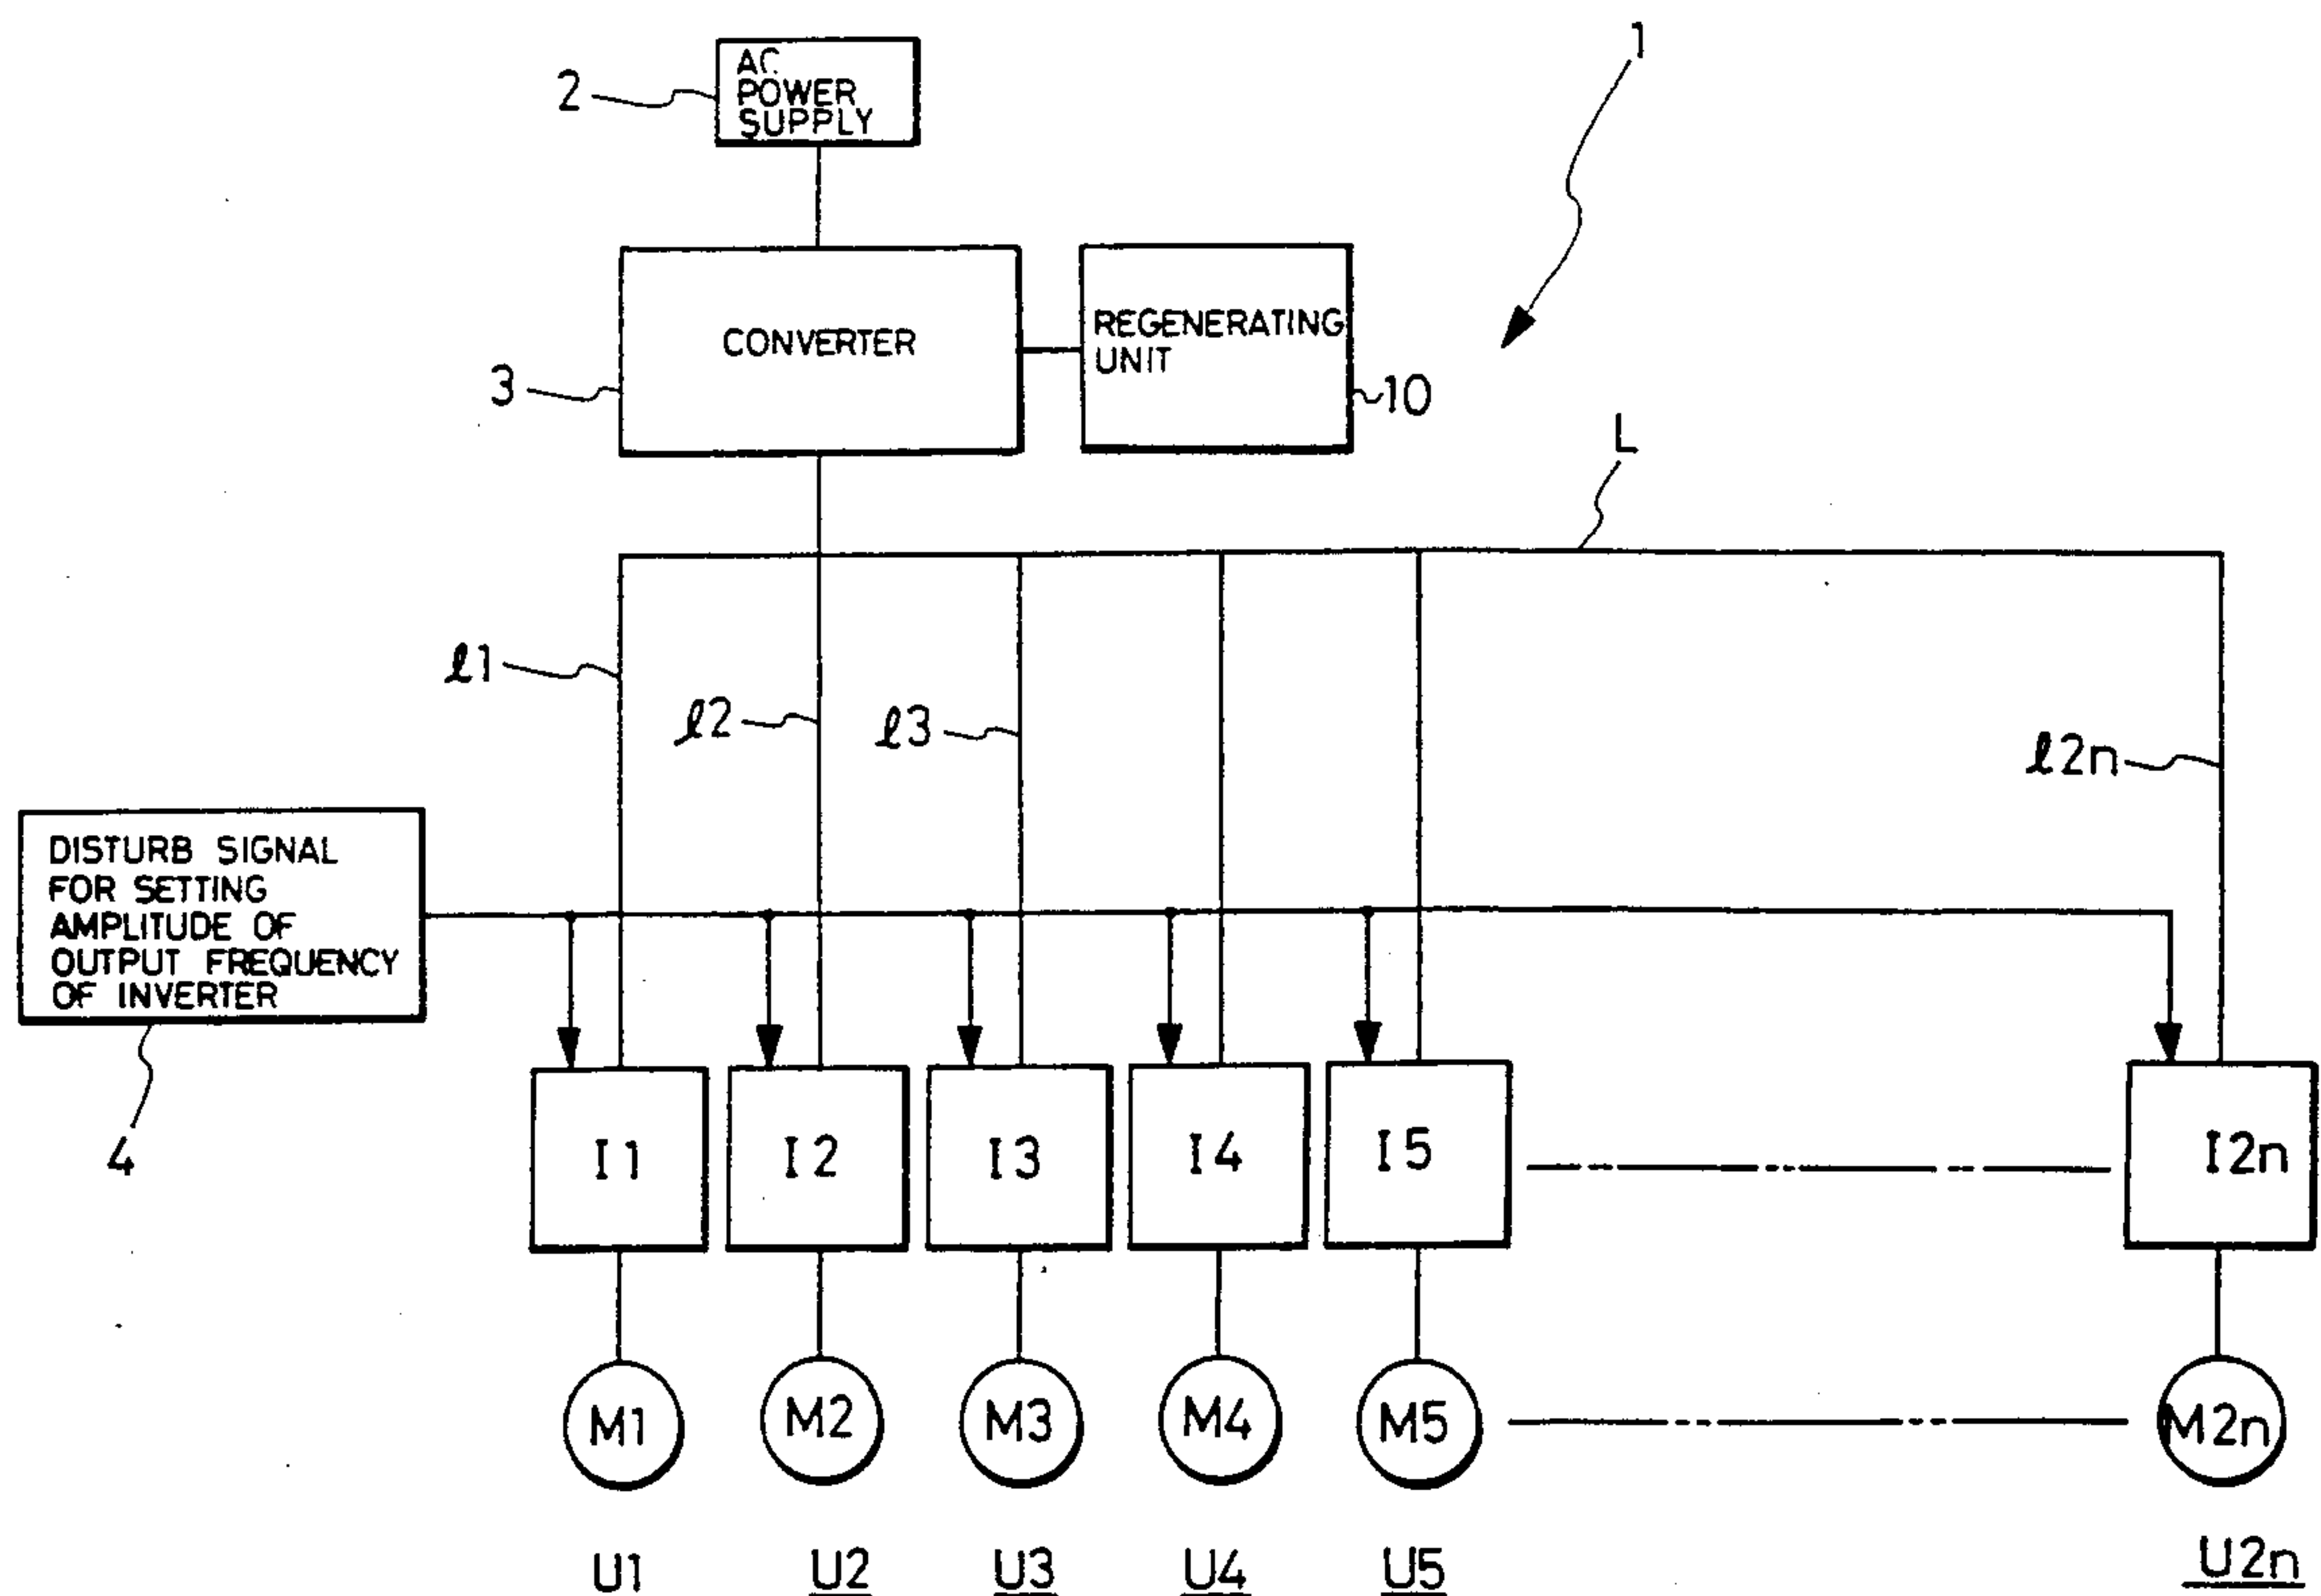 1
AC
POWER
SUPPLY
2
CONVERTER
REGENERATING
UNIT
3
10
L
ℓ1
ℓ2
ℓ3
ℓ2n
DISTURB SIGNAL
FOR SETTING
AMPLITUDE OF
OUTPUT FREQUENCY
OF INVERTER
4
I1
I2
I3
I4
I5
I2n
M1
M2
M3
M4
M5
M2n
U1
U2
U3
U4
U5
U2n